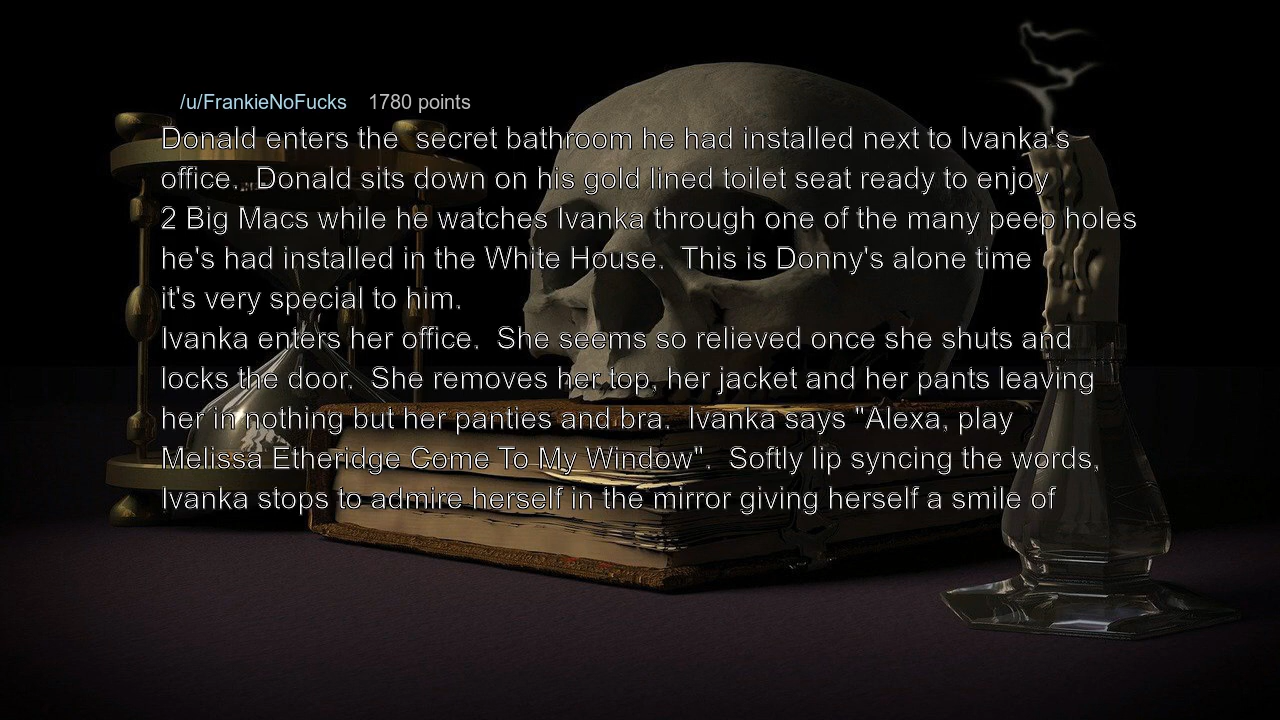 /u/FrankieNoFucks 1780 points
Donald enters the  secret bathroom he had installed next to Ivanka's
office.  Donald sits down on his gold lined toilet seat ready to enjoy
2 Big Macs while he watches Ivanka through one of the many peep holes
he's had installed in the White House.  This is Donny's alone time
it's very special to him.
Ivanka enters her office.  She seems so relieved once she shuts and
locks the door.  She removes her top, her jacket and her pants leaving
her in nothing but her panties and bra.  Ivanka says "Alexa, play
Melissa Etheridge Come To My Window".  Softly lip syncing the words,
Ivanka stops to admire herself in the mirror giving herself a smile of